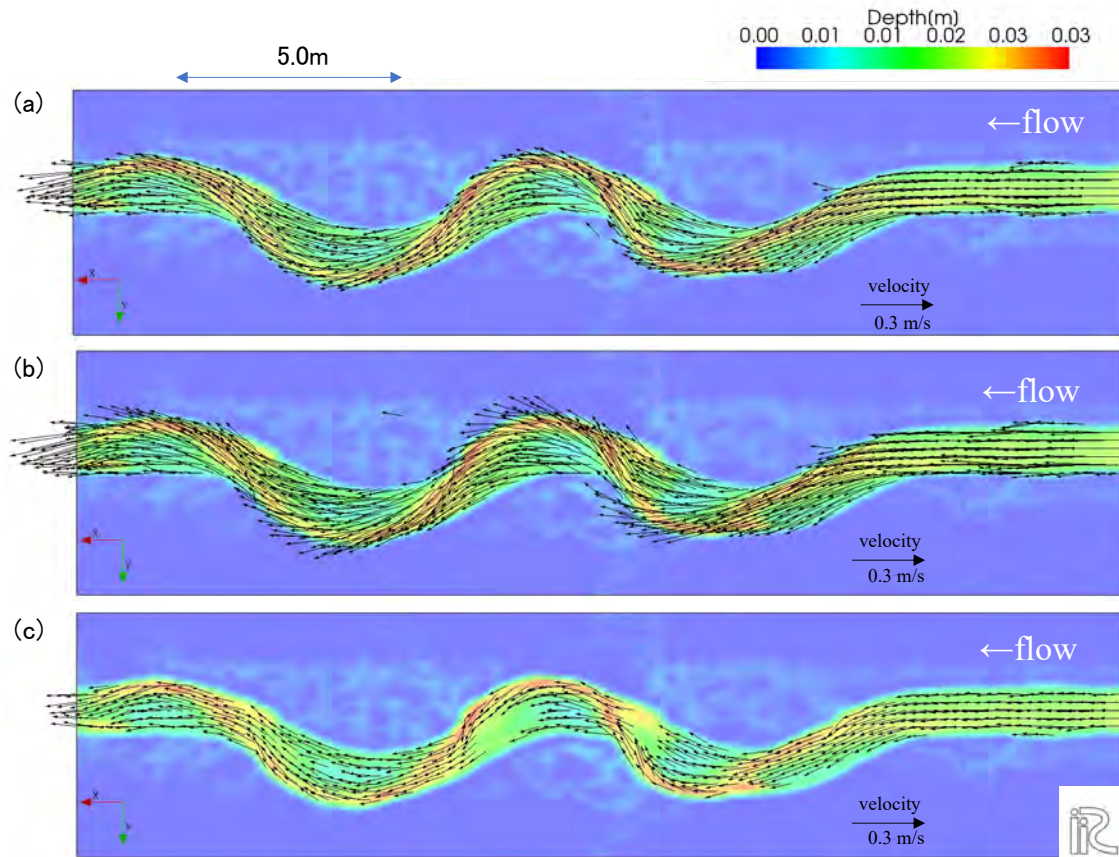 Depth(m)
0.00 0.01 0.01 0.02 0.03 0.03
5.0m
(a)
←flow
x
y
velocity
0.3 m/s
(b)
←flow
x
y
velocity
0.3 m/s
(c)
←flow
x
y
velocity
0.3 m/s